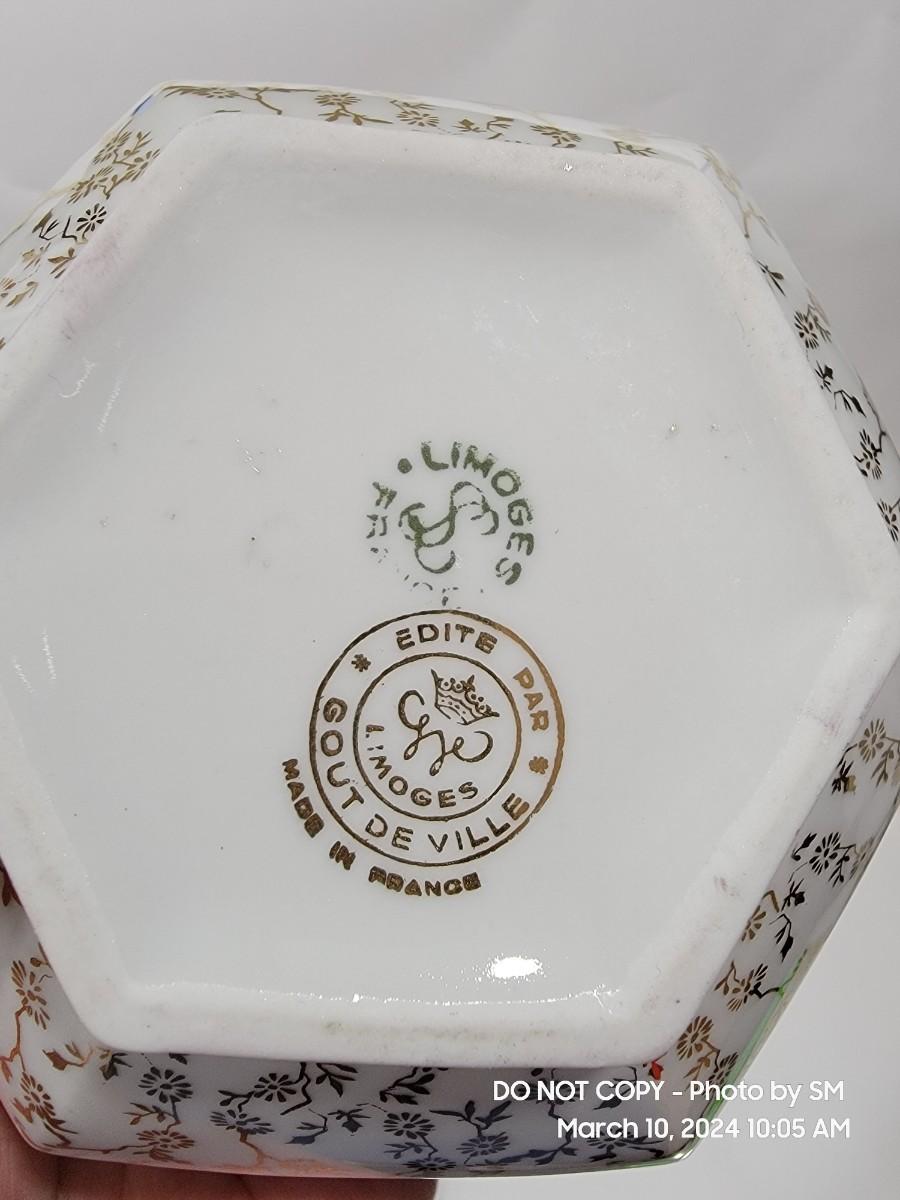 LIMOGES
EDITE PAR
GOUT DE VILLE
LIMOGES
MADE IN FRANCE
DO NOT COPY - Photo by SM
March 10, 2024 10:05 AM